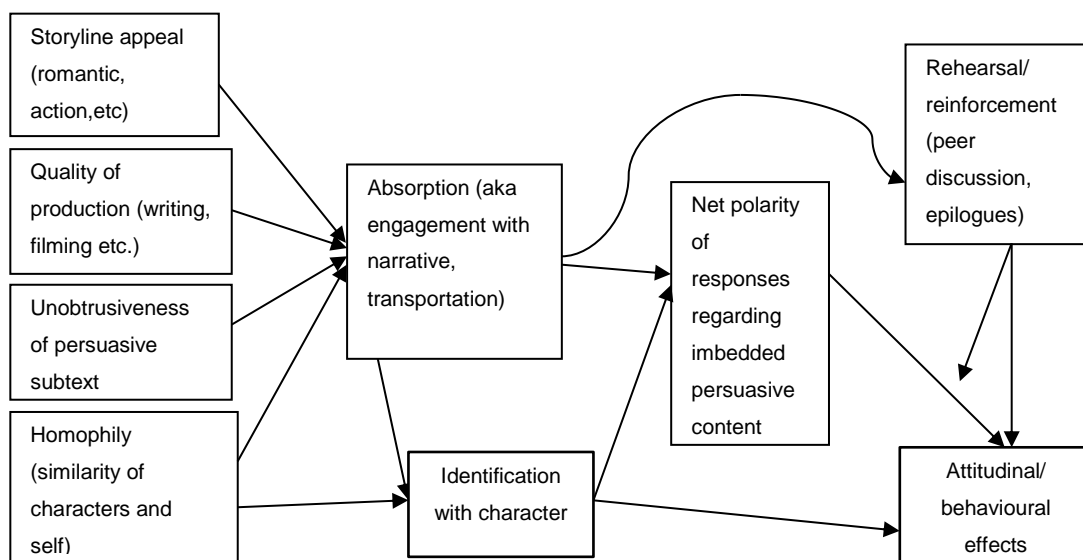 Storyline appeal
(romantic,
action,etc)
Quality of
production (writing,
filming etc.)
Unobtrusiveness
of persuasive
subtext
Homophily
(similarity of
characters and
self)
Absorption (aka
engagement with
narrative,
transportation)
Identification
with character
Net polarity
of
responses
regarding
imbedded
persuasive
content
Rehearsal/
reinforcement
(peer
discussion,
epilogues)
Attitudinal/
behavioural
effects